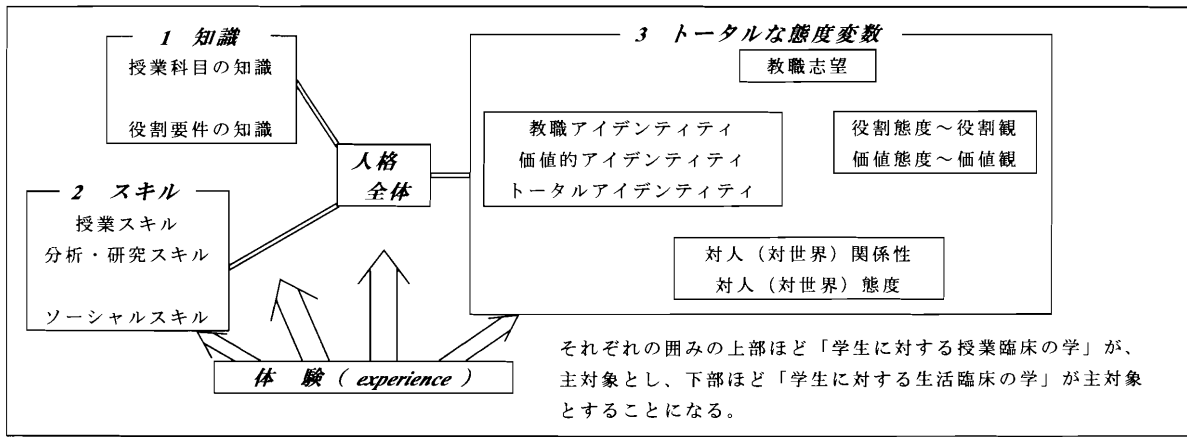 1 知識
授業科目の知識
役割要件の知識
2 スキル
授業スキル
分析・研究スキル
ソーシャルスキル
人格
全体
3 トータルな態度変数
教職志望
教職アイデンティティ
価値的アイデンティティ
トータルアイデンティティ
役割態度～役割観
価値態度～価値観
対人（対世界）関係性
対人（対世界）態度
体 験（experience）
それぞれの囲みの上部ほど「学生に対する授業臨床の学」が、
主対象とし、下部ほど「学生に対する生活臨床の学」が主対象
とすることになる。